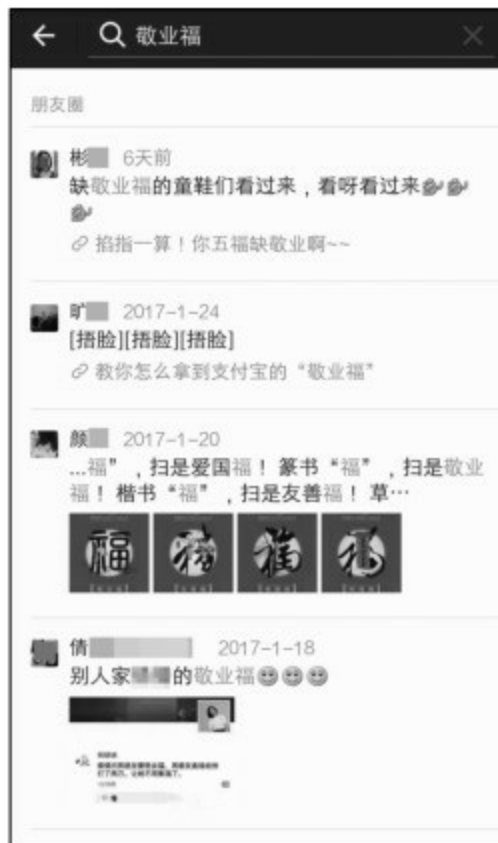 敬业福
朋友圈
彬 6天前
缺敬业福的童鞋们看过来，看呀看过来
掐指一算！你五福缺敬业啊~~
旷 2017-1-24
[捂脸][捂脸][捂脸]
教你怎么拿到支付宝的“敬业福”
颜 2017-1-20
...福”，扫是爱国福！篆书“福”，扫是敬业
福！楷书“福”，扫是友善福！草…
福 福 福 福
倩 2017-1-18
别人家的敬业福